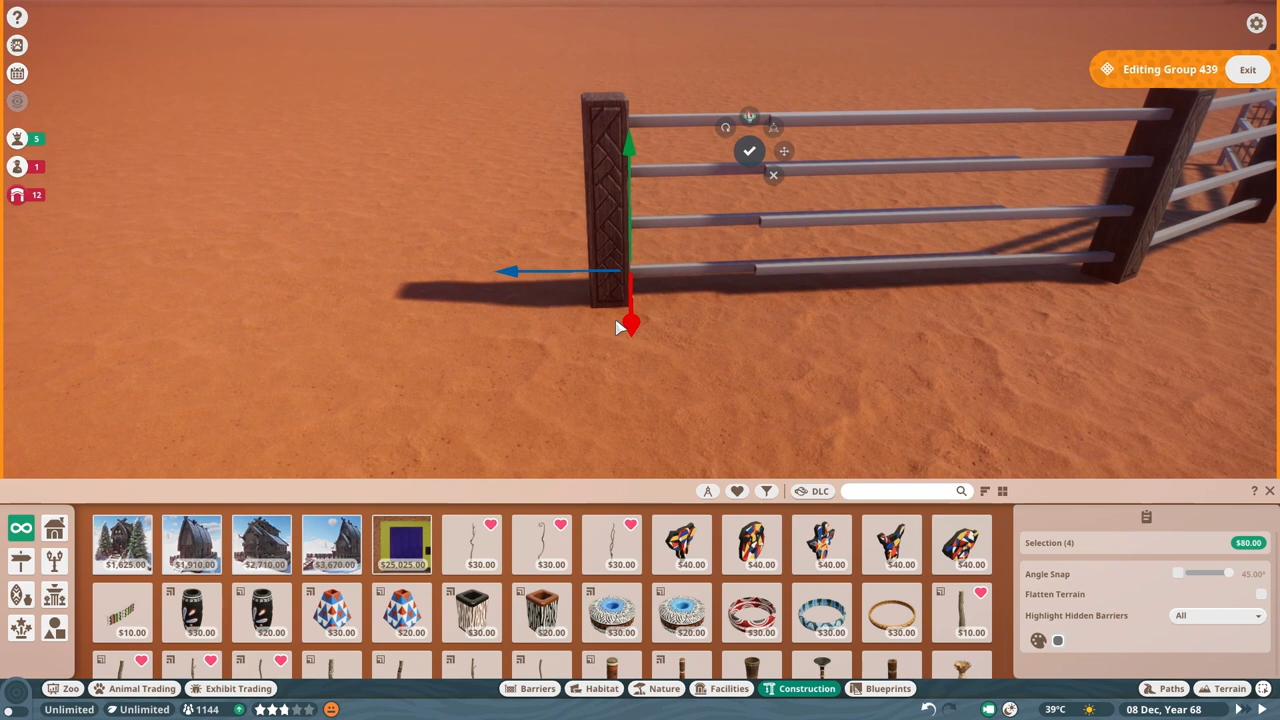 ?
Editing Group 439
Exit
5
1
12
DLC
?
$1,625.00
$1,910.00
$2,710.00
$3,670.00
$25,025.00
$30.00
$30.00
$30.00
$40.00
$40.00
$40.00
$40.00
$40.00
$10.00
$30.00
$20.00
$30.00
$20.00
$30.00
$30.00
$30.00
$20.00
$30.00
$30.00
$30.00
$10.00
Selection (4)
$80.00
Angle Snap
45.00°
Flatten Terrain
Highlight Hidden Barriers
All
Zoo
Animal Trading
Exhibit Trading
Barriers
Habitat
Nature
Facilities
Construction
Blueprints
Paths
Terrain
Unlimited
Unlimited
1144
39°C
08 Dec, Year 68